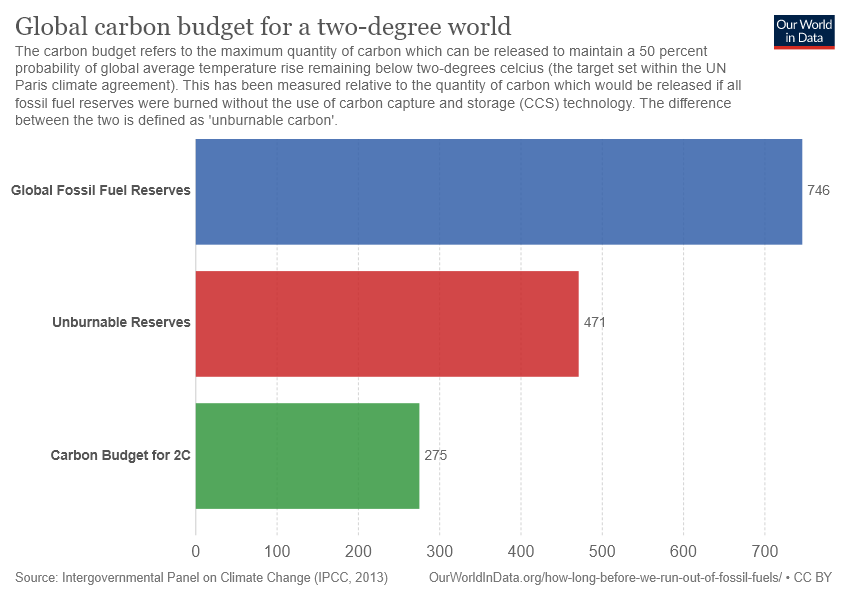 Global carbon budget for a two-degree world
Our World
in Data
The carbon budget refers to the maximum quantity of carbon which can be released to maintain a 50 percent
probability of global average temperature rise remaining below two-degrees celcius (the target set within the UN
Paris climate agreement). This has been measured relative to the quantity of carbon which would be released if all
fossil fuel reserves were burned without the use of carbon capture and storage (CCS) technology. The difference
between the two is defined as 'unburnable carbon'.
Global Fossil Fuel Reserves 746
Unburnable Reserves 471
Carbon Budget for 2C 275
0 100 200 300 400 500 600 700
Source: Intergovernmental Panel on Climate Change (IPCC, 2013) OurWorldInData.org/how-long-before-we-run-out-of-fossil-fuels/ • CC BY